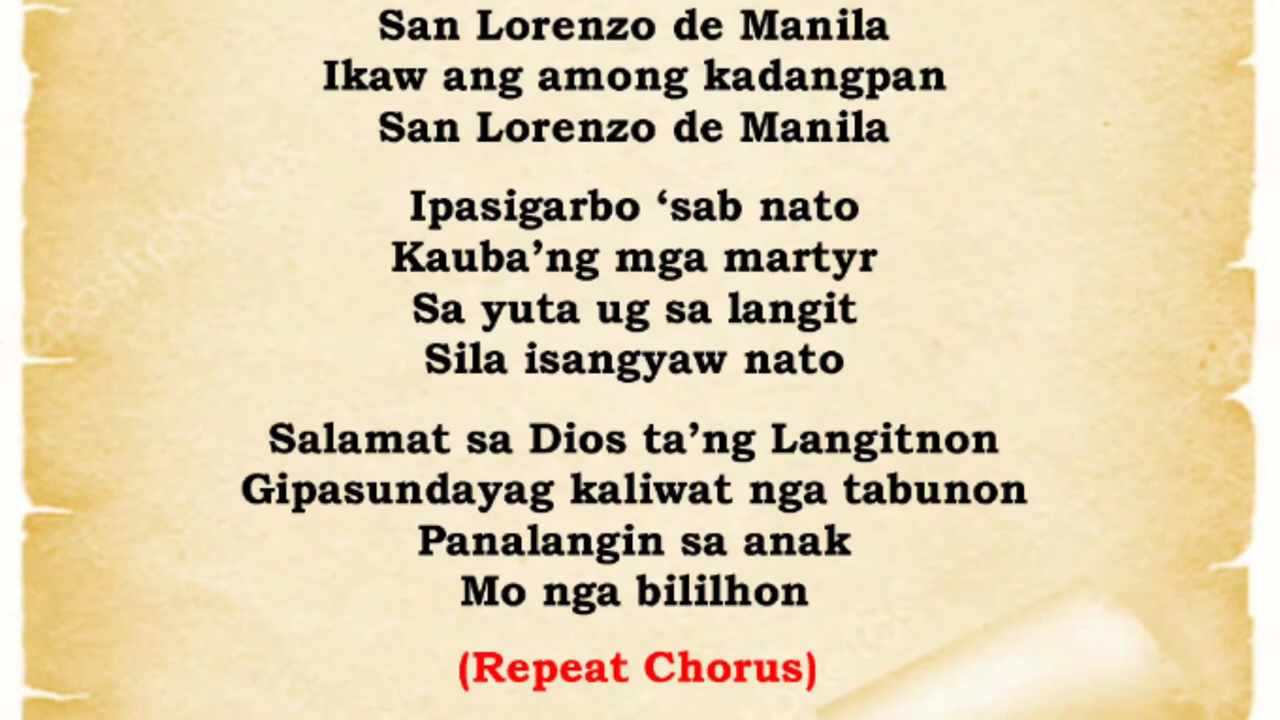 San Lorenzo de Manila
Ikaw ang among kadangpan
San Lorenzo de Manila
Ipasigarbo ‘sab nato
Kauba’ng mga martyr
Sa yuta ug sa langit
Sila isangyaw nato
Salamat sa Dios ta’ng Langitnon
Gipasundayag kaliwat nga tabunon
Panalangin sa anak
Mo nga bililhon
(Repeat Chorus)